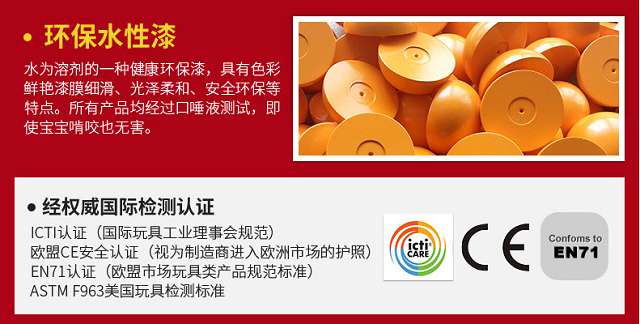 • 环保水性漆
水为溶剂的一种健康环保漆，具有色彩
鲜艳漆膜细滑、光泽柔和、安全环保等
特点。所有产品均经过口唾液测试，即
使宝宝啃咬也无害。
• 经权威国际检测认证
ICTI认证（国际玩具工业理事会规范）
欧盟CE安全认证（视为制造商进入欧洲市场的护照）
EN71认证（欧盟市场玩具类产品规范标准）
ASTM F963美国玩具检测标准
icti
CARE
CE
Confoms to
EN71